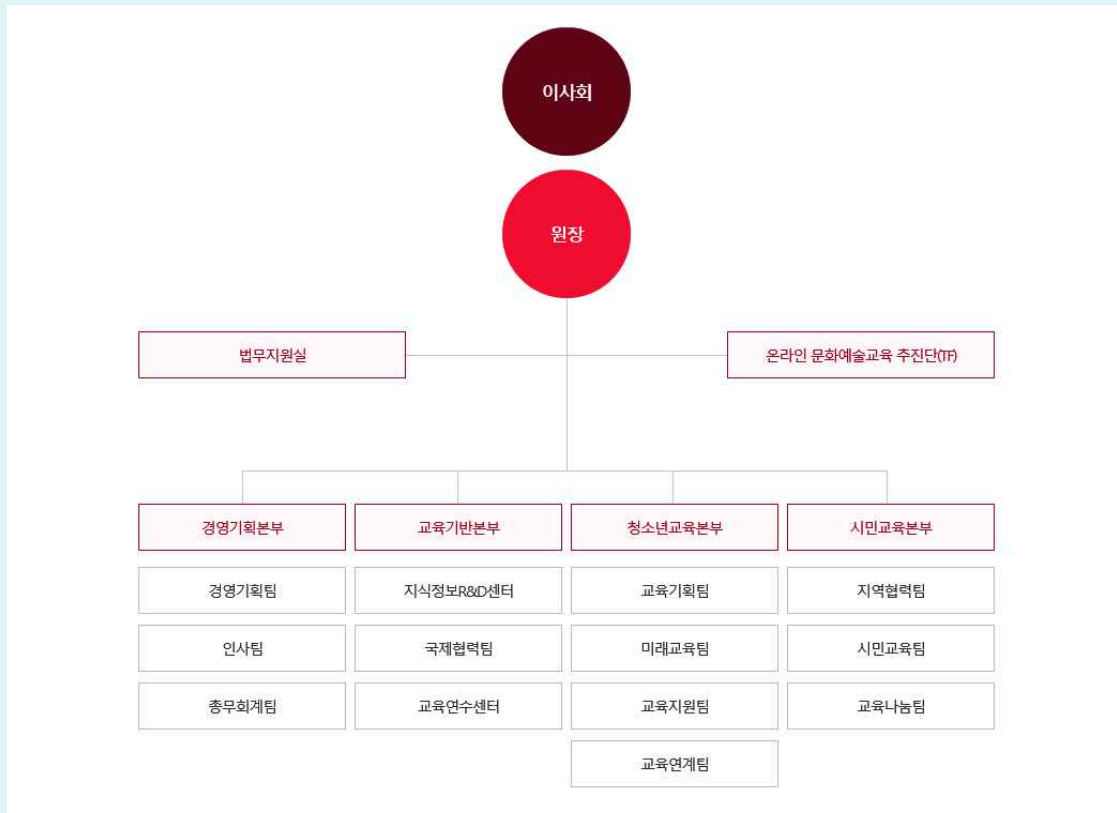 이사회
원장
법무지원실
온라인 문화예술교육 추진단(TF)
경영기획본부
교육기반본부
청소년교육본부
시민교육본부
경영기획팀
지식정보R&D센터
교육기획팀
지역협력팀
인사팀
국제협력팀
미래교육팀
시민교육팀
총무회계팀
교육연수센터
교육지원팀
교육나눔팀
교육연계팀